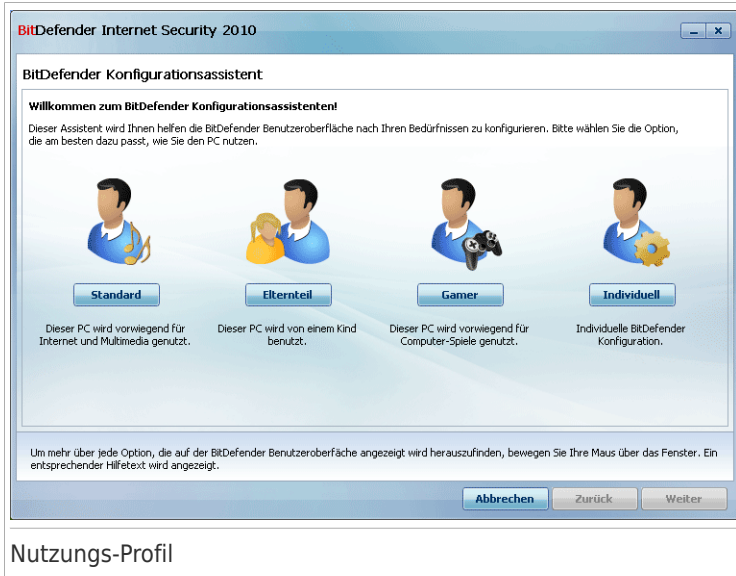 BitDefender Internet Security 2010
BitDefender Konfigurationsassistent
Willkommen zum BitDefender Konfigurationsassistenten!
Dieser Assistent wird Ihnen helfen die BitDefender Benutzeroberfläche nach Ihren Bedürfnissen zu konfigurieren. Bitte wählen Sie die Option,
die am besten dazu passt, wie Sie den PC nutzen.
Standard
Elternteil
Gamer
Individuell
Dieser PC wird vorwiegend für
Internet und Multimedia genutzt.
Dieser PC wird von einem Kind
benutzt.
Dieser PC wird vorwiegend für
Computer-Spiele genutzt.
Individuelle BitDefender
Konfiguration.
Um mehr über jede Option, die auf der BitDefender Benutzeroberfäche angezeigt wird herauszufinden, bewegen Sie Ihre Maus über das Fenster. Ein
entsprechender Hilfetext wird angezeigt.
Abbrechen
Zurück
Weiter
Nutzungs-Profil